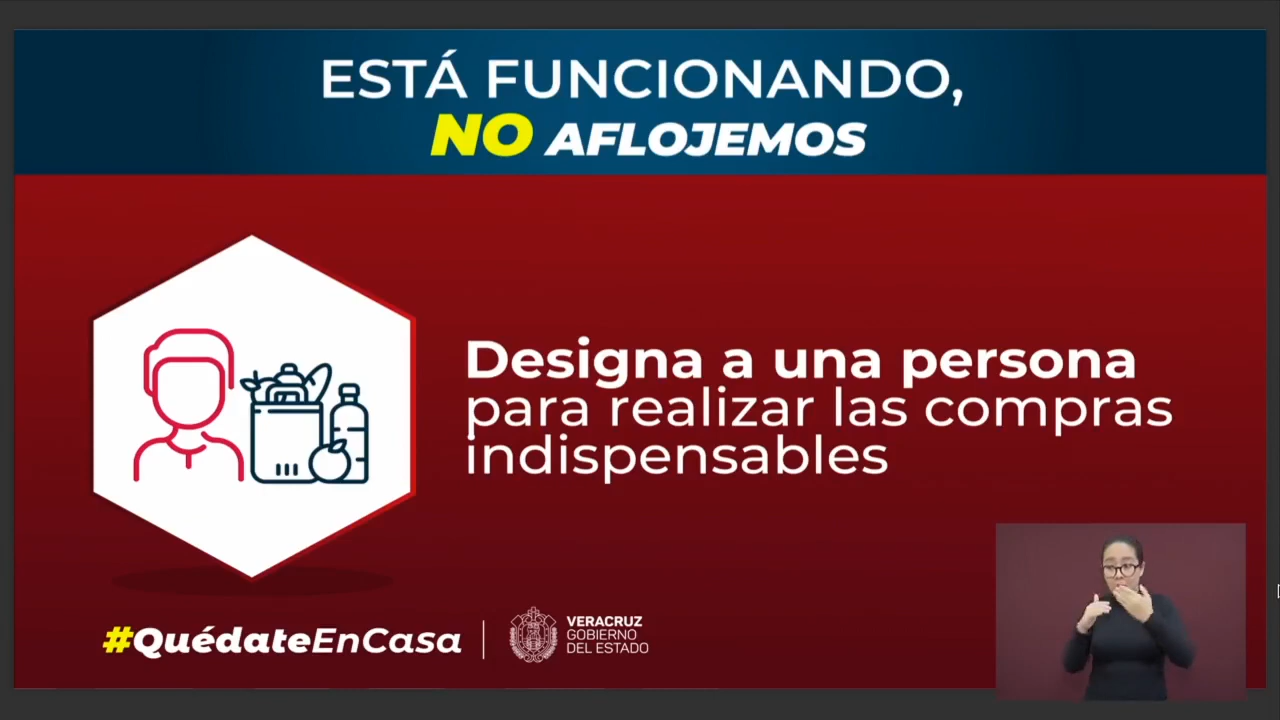 ESTÁ FUNCIONANDO,
NO AFLOJEMOS
Designa a una persona
para realizar las compras
indispensables
#QuédateEnCasa
VERACRUZ
GOBIERNO
DEL ESTADO